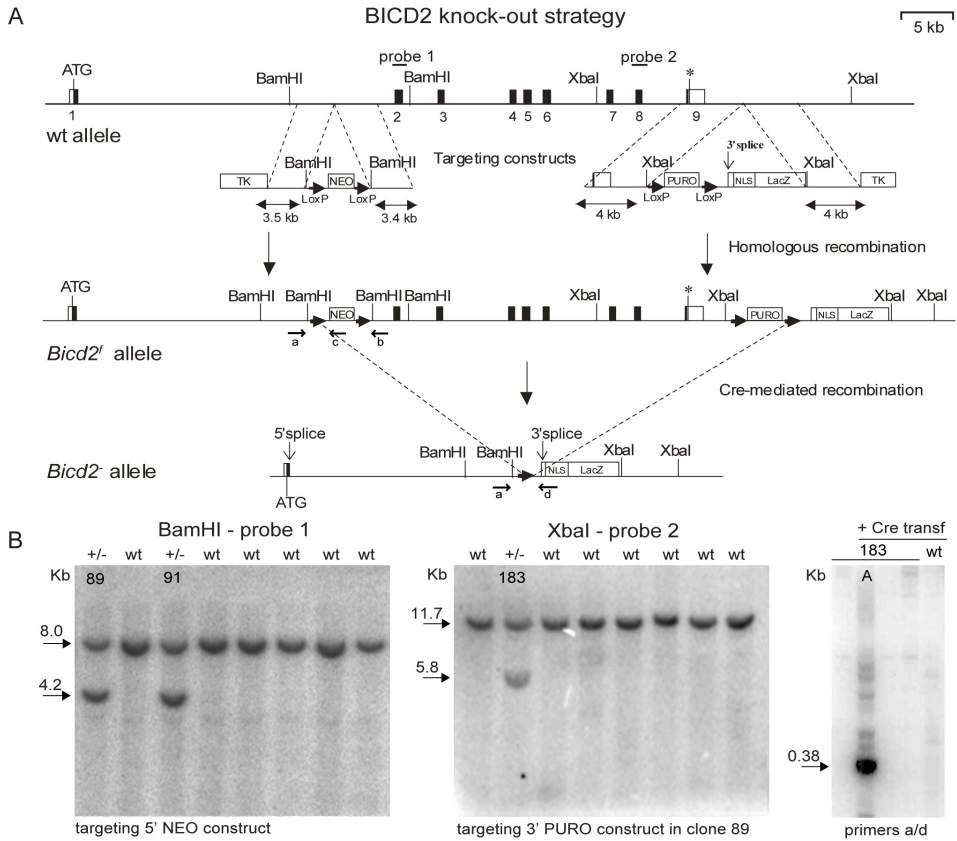 A
BICD2 knock-out strategy
5 kb
probe 1
probe 2
ATG
BamHI
BamHI
XbaI
*
XbaI
1
2
3
4
5
6
7
8
9
wt allele
Targeting constructs
BamHI
BamHI
XbaI
3'splice
XbaI
TK
NEO
PURO
NLS
LacZ
TK
LoxP
LoxP
LoxP
LoxP
3.5 kb
3.4 kb
4 kb
4 kb
Homologous recombination
ATG
BamHI
BamHI
BamHI
BamHI
XbaI
*
XbaI
XbaI
XbaI
NEO
PURO
NLS
LacZ
a
c
b
Bicd2f allele
Cre-mediated recombination
5'splice
3'splice
BamHI
BamHI
XbaI
XbaI
Bicd2- allele
NLS
LacZ
ATG
a
d
B
BamHI - probe 1
+/-
wt
+/-
wt
wt
wt
wt
wt
Kb
89
91
8.0
4.2
targeting 5' NEO construct
XbaI - probe 2
wt
+/-
wt
wt
wt
wt
wt
wt
Kb
183
11.7
5.8
targeting 3' PURO construct in clone 89
+ Cre transf
183
wt
Kb
A
0.38
primers a/d